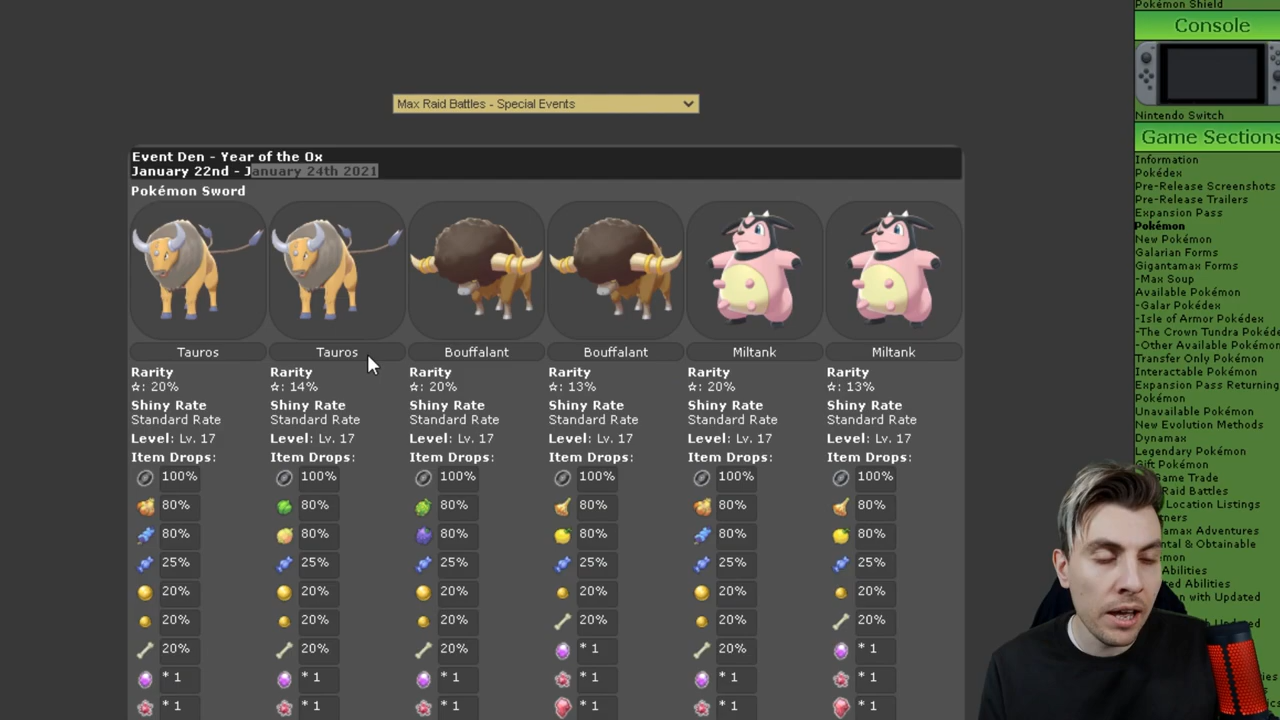 Pokémon Shield
Console
Nintendo Switch
Game Sections
Information
Pokédex
Pre-Release Screenshots
Pre-Release Trailers
Expansion Pass
Pokémon
New Pokémon
Galarian Forms
Gigantamax Forms
-Max Soup
Available Pokémon
-Galar Pokédex
-Isle of Armor Pokédex
-The Crown Tundra
-Other Available
Transfer Only Pokémon
Interactable Pokémon
Expansion Pass Returning
Pokémon
Unavailable Pokémon
New Evolution Methods
Dynamax
Legendary Pokémon
Gift Pokémon
Game Trade
Raid Battles
Location Listings
Adventures
& Obtainable
Abilities
Abilities
with Updated
Max Raid Battles - Special Events
Event Den - Year of the Ox
January 22nd - January 24th 2021
Pokémon Sword
Tauros Tauros Bouffalant Bouffalant Miltank Miltank
Rarity Rarity Rarity Rarity Rarity Rarity
☆: 20% ☆: 14% ☆: 20% ☆: 13% ☆: 20% ☆: 13%
Shiny Rate Shiny Rate Shiny Rate Shiny Rate Shiny Rate Shiny Rate
Standard Rate Standard Rate Standard Rate Standard Rate Standard Rate Standard Rate
Level: Lv. 17 Level: Lv. 17 Level: Lv. 17 Level: Lv. 17 Level: Lv. 17 Level: Lv. 17
Item Drops: Item Drops: Item Drops: Item Drops: Item Drops: Item Drops:
100% 100% 100% 100% 100% 100%
80% 80% 80% 80% 80% 80%
80% 80% 80% 80% 80% 80%
25% 25% 25% 25% 25% 25%
20% 20% 20% 20% 20% 20%
20% 20% 20% 20% 20% 20%
20% 20% 20% * 1 20% * 1
* 1 * 1 * 1 * 1 * 1 * 1
* 1 * 1 * 1 * 1 * 1 * 1